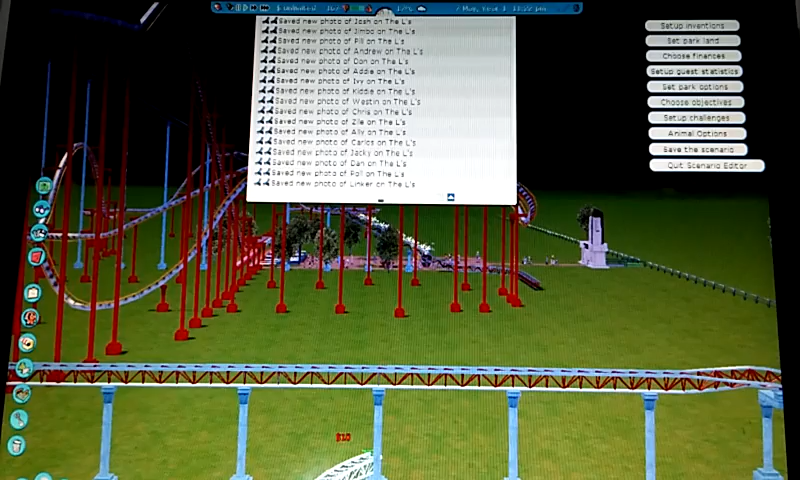 Saved new photo of Josh on The L's
Saved new photo of Jimbo on The L's
Saved new photo of Pill on The L's
Saved new photo of Andrew on The L's
Saved new photo of Don on The L's
Saved new photo of Addie on The L's
Saved new photo of Ivy on The L's
Saved new photo of Kiddie on The L's
Saved new photo of Westin on The L's
Saved new photo of Chris on The L's
Saved new photo of Zile on The L's
Saved new photo of Ally on The L's
Saved new photo of Carlos on The L's
Saved new photo of Jacky on The L's
Saved new photo of Dan on The L's
Saved new photo of Poll on The L's
Saved new photo of Linker on The L's
Setup inventions
Set park land
Choose finances
Setup guest statistics
Set park options
Choose objectives
Setup challenges
Animal Options
Save the scenario
Quit Scenario Editor
$10